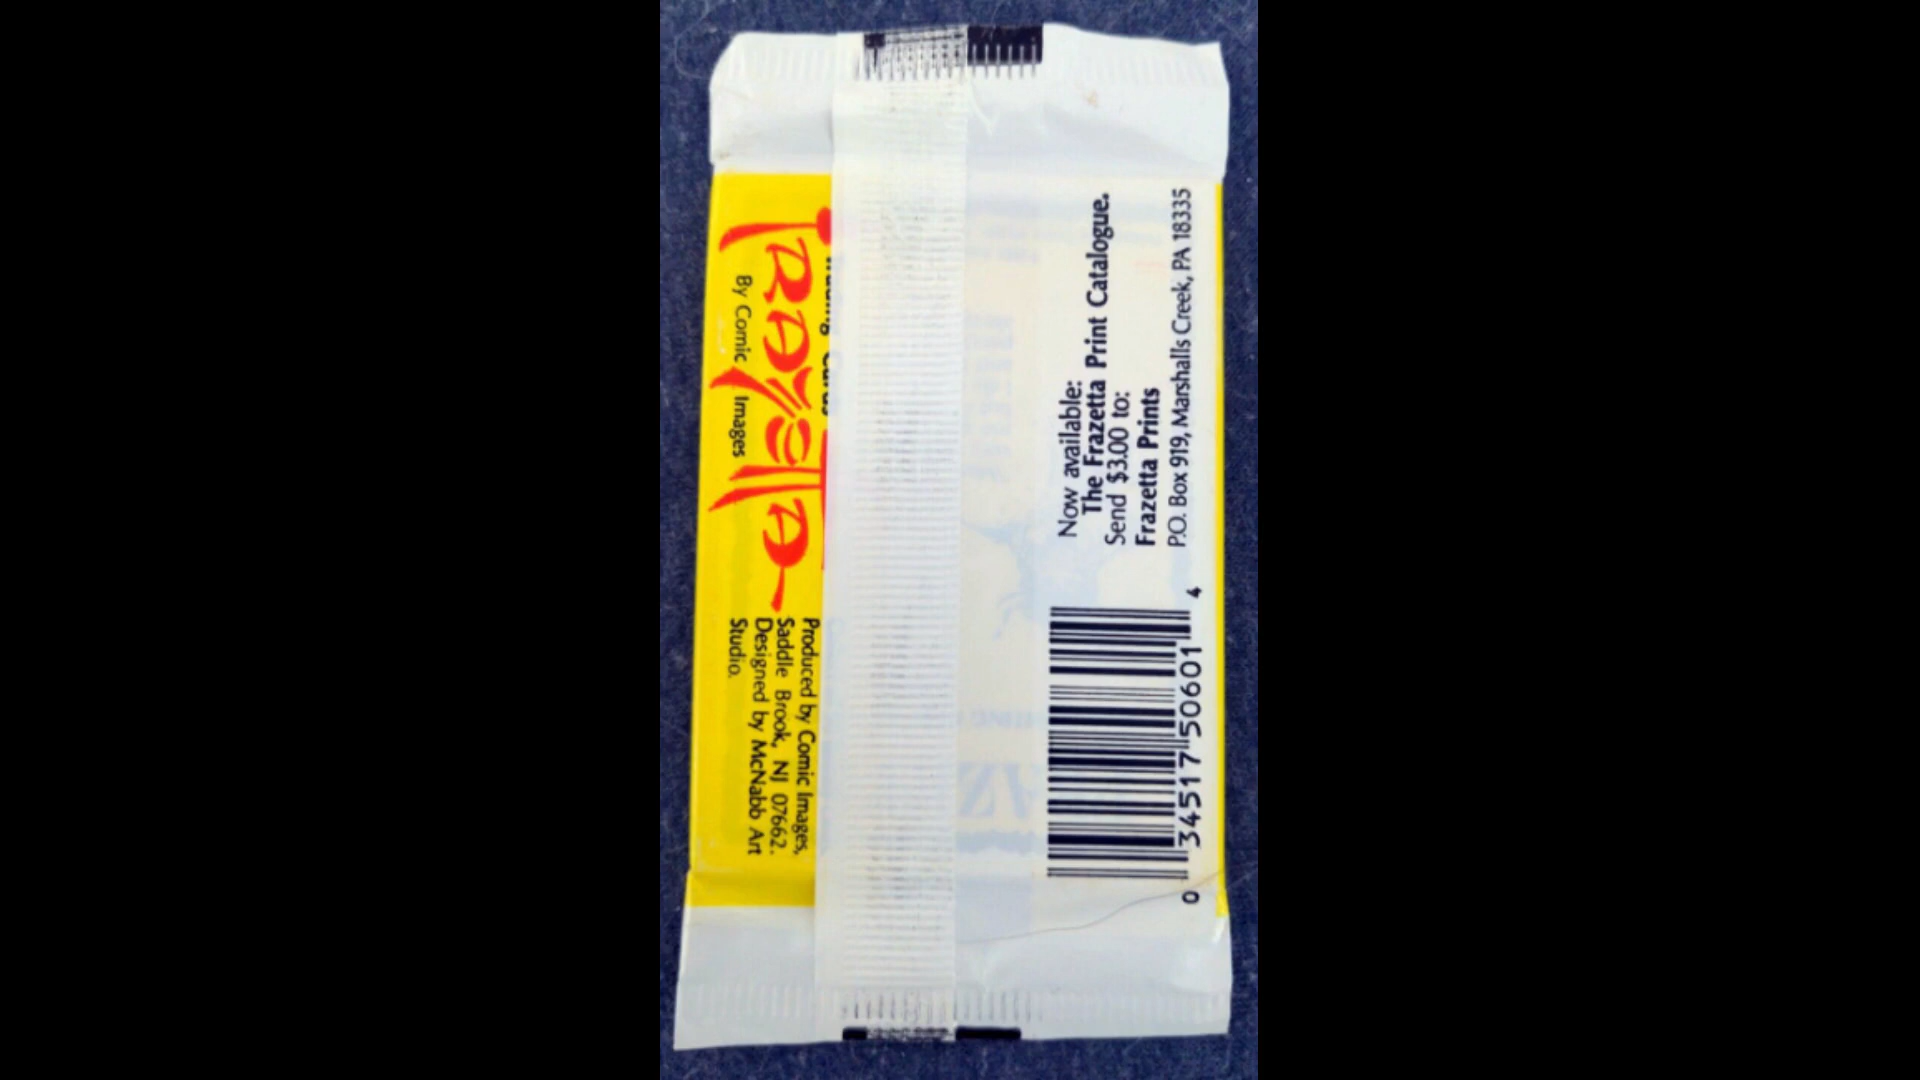 Frazetta
By Comic Images
Trading Cards
Produced by Comic Images,
Saddle Brook, NJ 07662.
Designed by McNabb Art
Studio.
Now available:
The Frazetta Print Catalogue.
Send $3.00 to:
Frazetta Prints
P.O. Box 919, Marshalls Creek, PA 18335
0 34517 50601 4